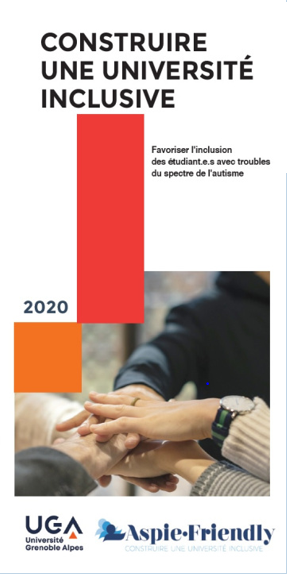 CONSTRUIRE
UNE UNIVERSITÉ
INCLUSIVE
Favoriser l'inclusion
des étudiant.e.s avec troubles
du spectre de l'autisme
2020
UGA
Université
Grenoble Alpes
Aspie•Friendly
CONSTRUIRE UNE UNIVERSITÉ INCLUSIVE